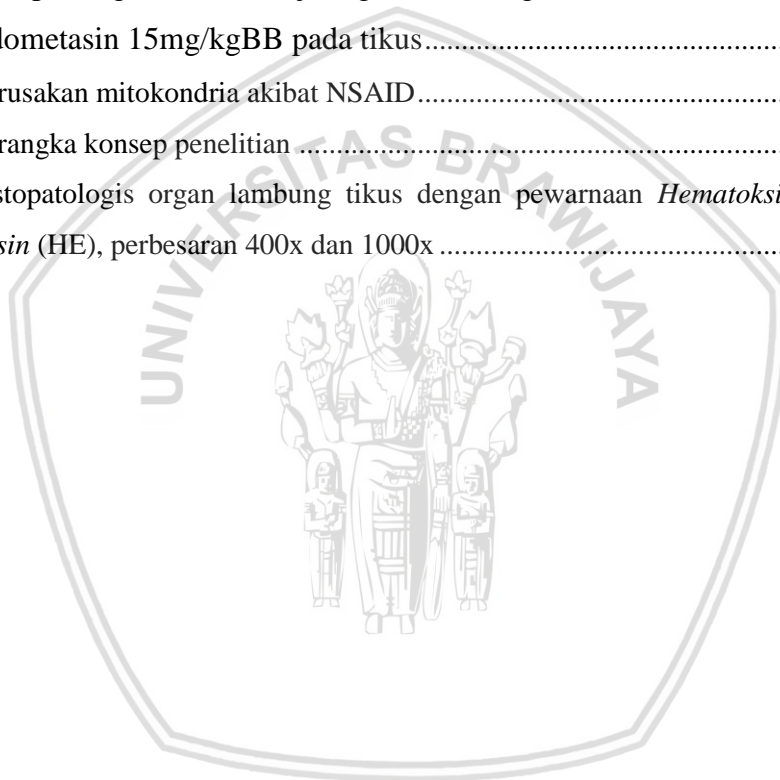 dometasin 15mg/kgBB pada tikus...............................................................
rusakan mitokondria akibat NSAID...............................................................
rangka konsep penelitian ...............................................................
stopatologis organ lambung tikus dengan pewarnaan Hematoksi
sin (HE), perbesaran 400x dan 1000x ...............................................................
UNIVERSITAS BRAWIJAYA